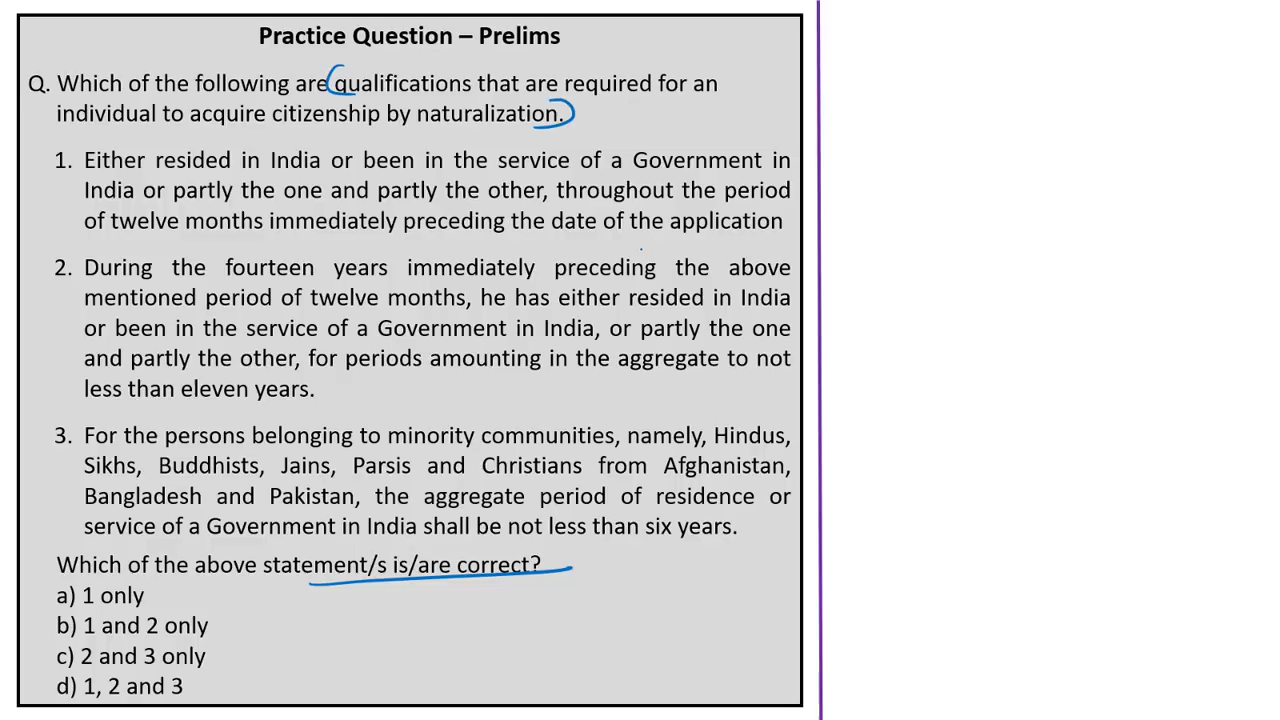 Practice Question – Prelims
Q. Which of the following are qualifications that are required for an
individual to acquire citizenship by naturalization.
1. Either resided in India or been in the service of a Government in
India or partly the one and partly the other, throughout the period
of twelve months immediately preceding the date of the application
2. During the fourteen years immediately preceding the above
mentioned period of twelve months, he has either resided in India
or been in the service of a Government in India, or partly the one
and partly the other, for periods amounting in the aggregate to not
less than eleven years.
3. For the persons belonging to minority communities, namely, Hindus,
Sikhs, Buddhists, Jains, Parsis and Christians from Afghanistan,
Bangladesh and Pakistan, the aggregate period of residence or
service of a Government in India shall be not less than six years.
Which of the above statement/s is/are correct?
a) 1 only
b) 1 and 2 only
c) 2 and 3 only
d) 1, 2 and 3